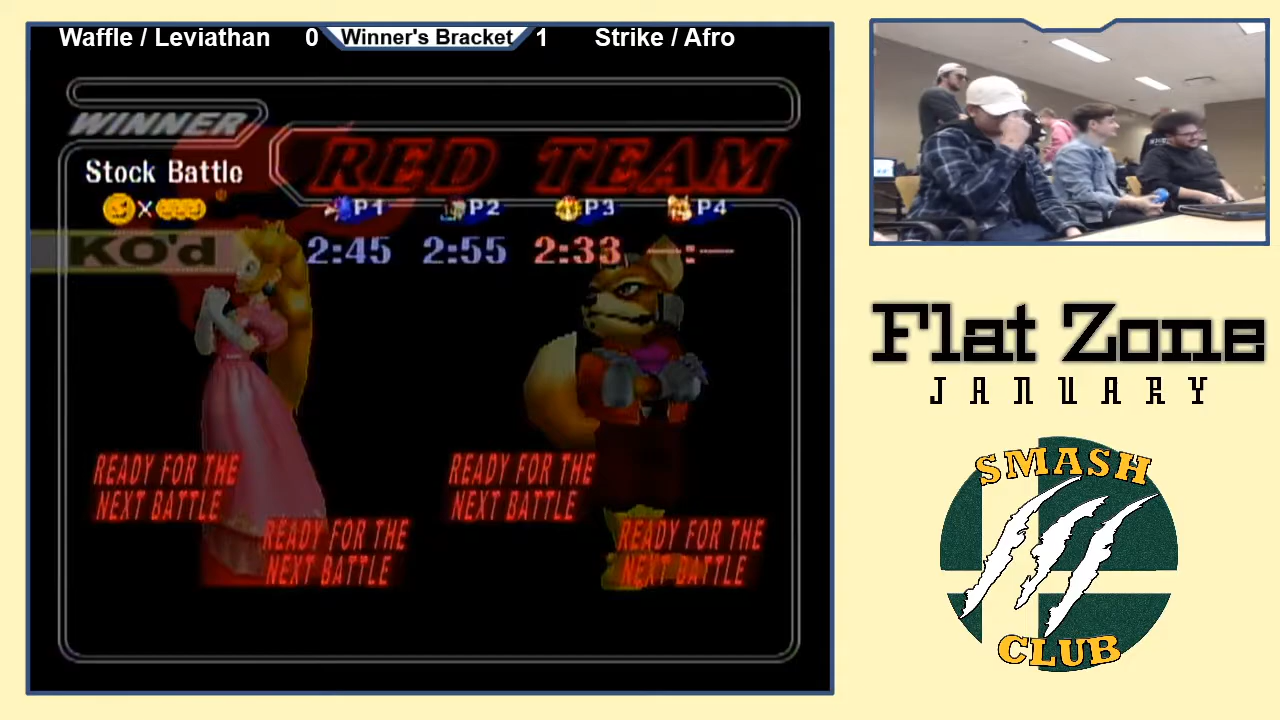 Waffle / Leviathan 0 Winner's Bracket 1 Strike / Afro
WINNER
RED TEAM
Stock Battle
P1 P2 P3 P4
KO'd 2:45 2:55 2:33 --:--
READY FOR THE
NEXT BATTLE
READY FOR THE
NEXT BATTLE
READY FOR THE
NEXT BATTLE
READY FOR THE
NEXT BATTLE
Flat Zone
JANUARY
SMASH
CLUB